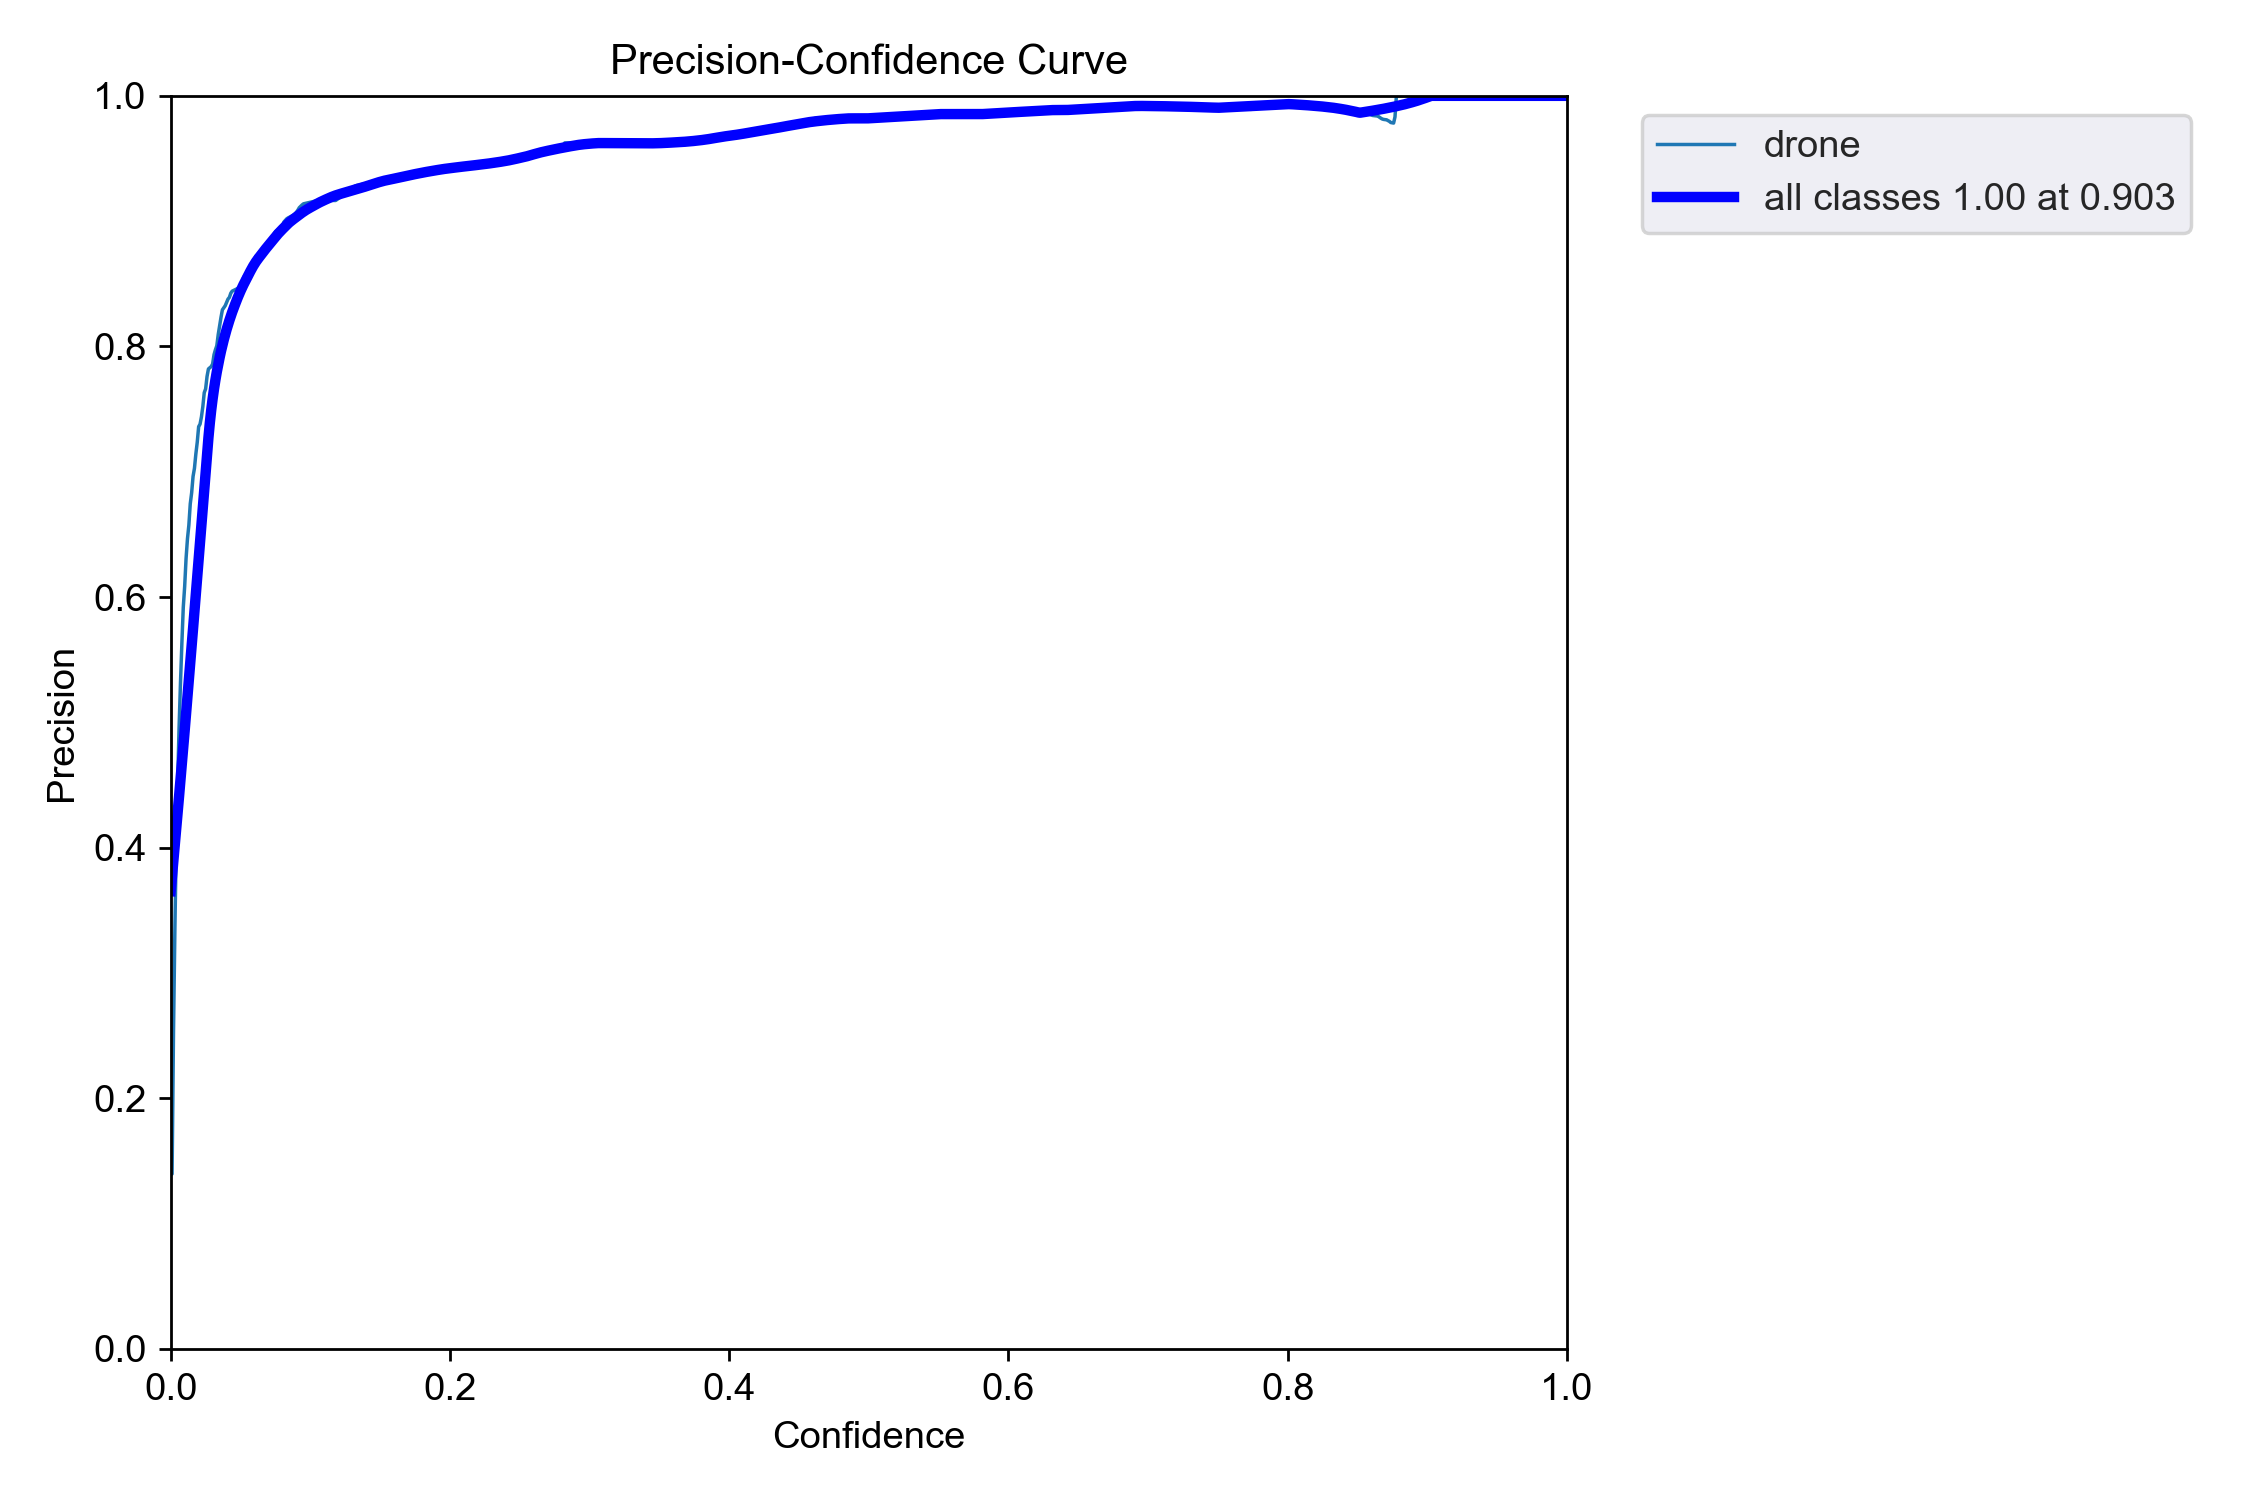 Precision-Confidence Curve
1.0
0.8
0.6
0.4
0.2
0.0
Precision
0.0 0.2 0.4 0.6 0.8 1.0
Confidence
drone
all classes 1.00 at 0.903